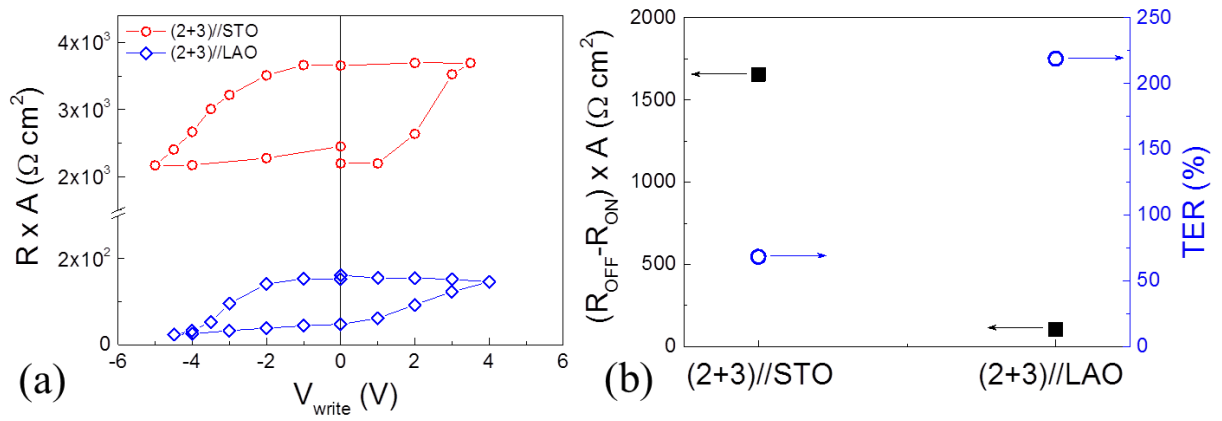 (2+3)//STO
(2+3)//LAO
4x10³
3x10³
2x10³
2x10²
0
R x A (Ω cm²)
-6
-4
-2
0
2
4
6
V_write (V)
(a)
2000
1500
1000
500
0
(R_OFF-R_ON) x A (Ω cm²)
250
200
150
100
50
0
TER (%)
(2+3)//STO
(2+3)//LAO
(b)